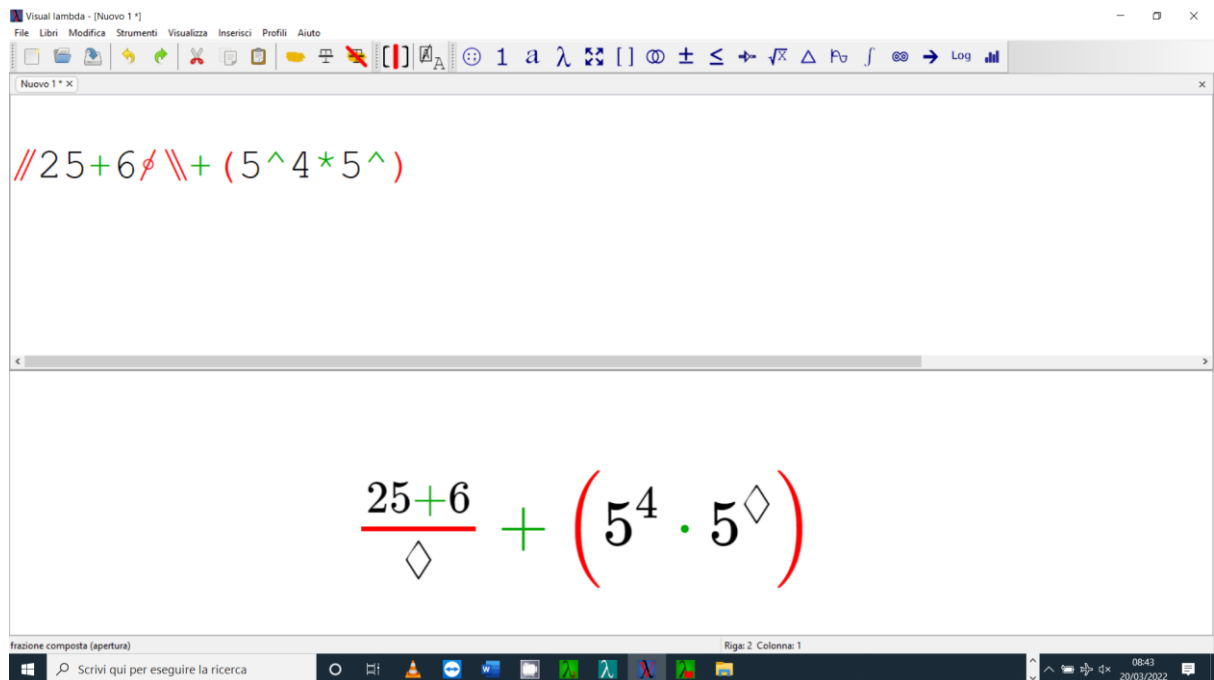 Visual lambda - [Nuovo 1 *]
File Libri Modifica Strumenti Visualizza Inserisci Profili Aiuto
[|] A A 1 a λ [ ] ± ≤ √x △ ∫ → Log
Nuovo 1 * ×
//25+6∮\\+(5^4*5^)
25+6
◇
+ (5⁴ · 5^◇)
frazione composta (apertura)
Riga: 2 Colonna: 1
Scrivi qui per eseguire la ricerca
08:43
20/03/2022